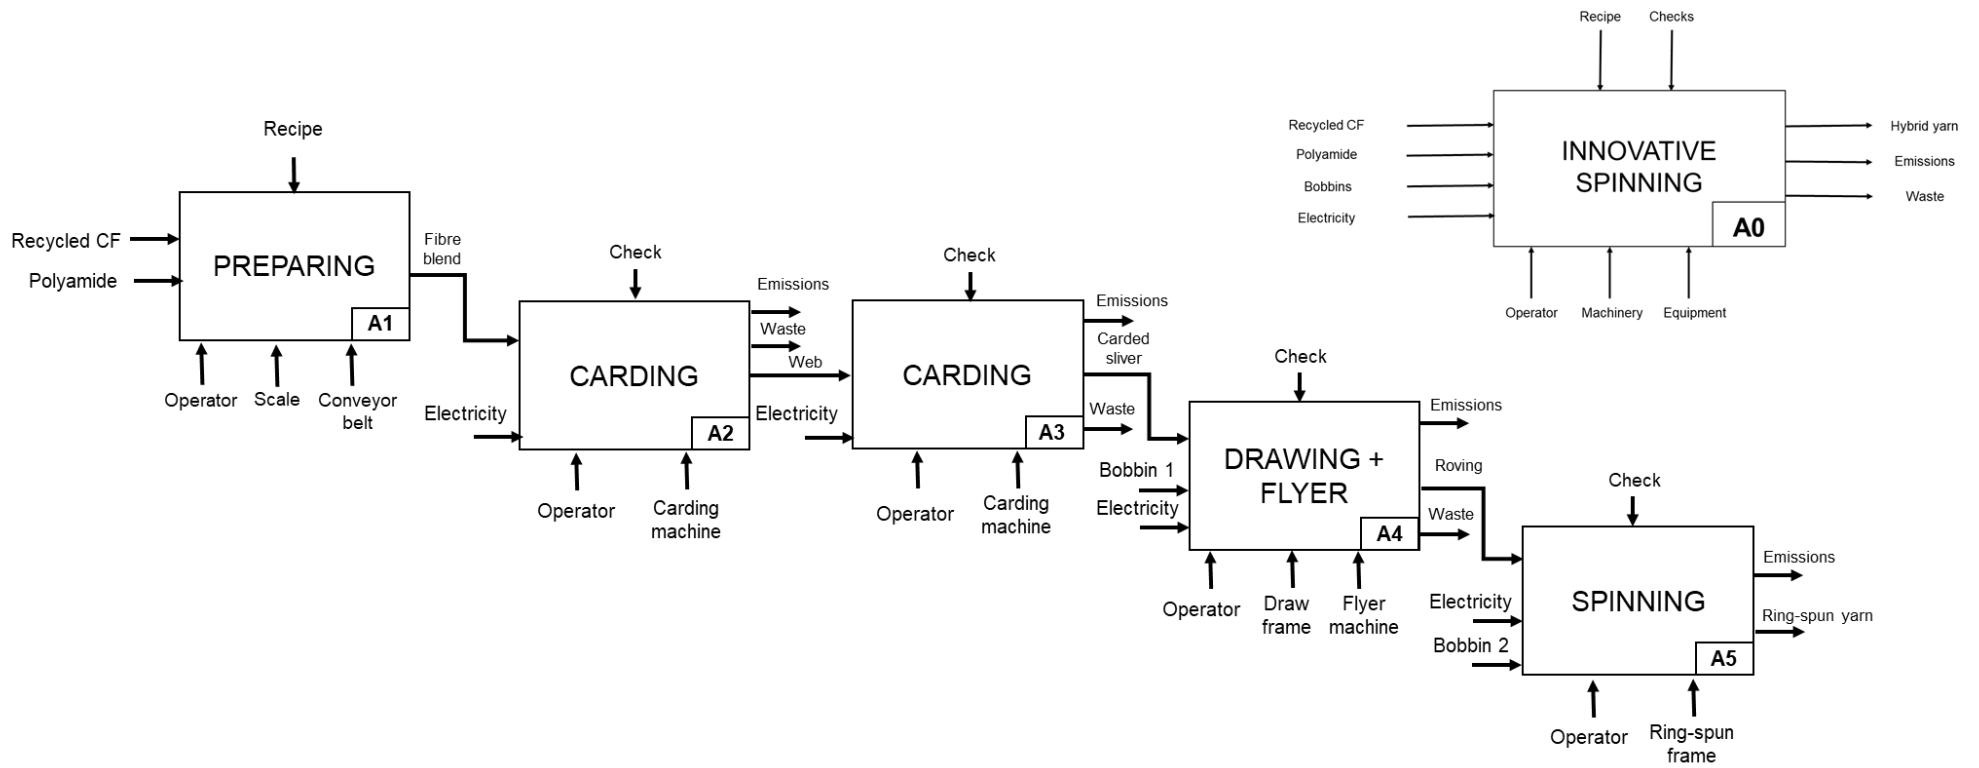 Recipe
Recycled CF
Polyamide
PREPARING
A1
Operator
Scale
Conveyor
belt
Fibre
blend
Check
Electricity
CARDING
A2
Operator
Carding
machine
Emissions
Waste
Web
Check
Electricity
CARDING
A3
Operator
Carding
machine
Emissions
Carded
sliver
Waste
Check
Bobbin 1
Electricity
DRAWING +
FLYER
A4
Operator
Draw
frame
Flyer
machine
Emissions
Roving
Waste
Check
Electricity
Bobbin 2
SPINNING
A5
Operator
Ring-spun
frame
Emissions
Ring-spun yarn
Recipe
Checks
Recycled CF
Polyamide
Bobbins
Electricity
INNOVATIVE
SPINNING
A0
Operator
Machinery
Equipment
Hybrid yarn
Emissions
Waste